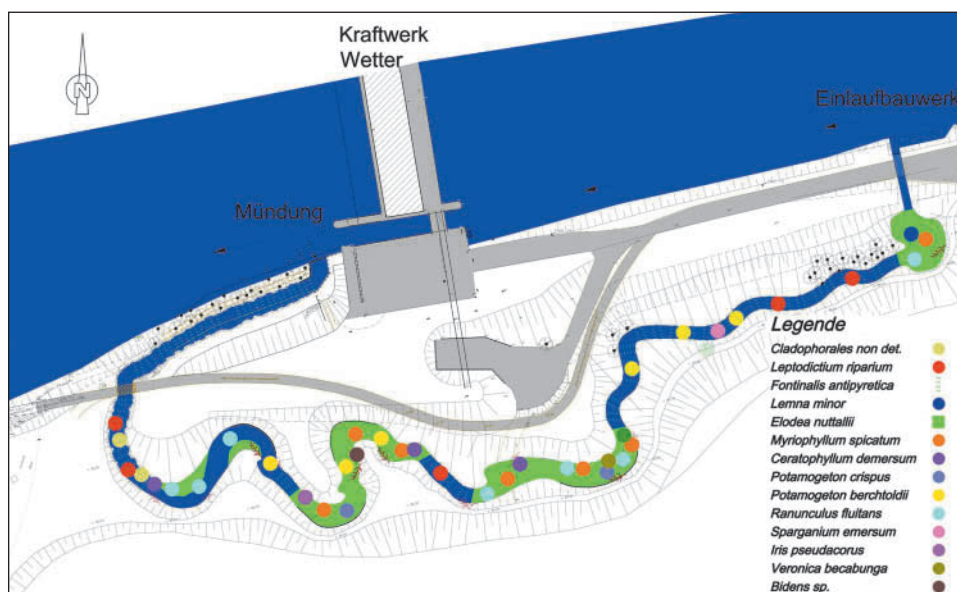 Kraftwerk
Wetter
N
Einlaufbauwerk
Mündung
Legende
Cladophorales non det.
Leptodictium riparium
Fontinalis antipyretica
Lemna minor
Elodea nuttallii
Myriophyllum spicatum
Ceratophyllum demersum
Potamogeton crispus
Potamogeton berchtoldii
Ranunculus fluitans
Sparganium emersum
Iris pseudacorus
Veronica becabunga
Bidens sp.